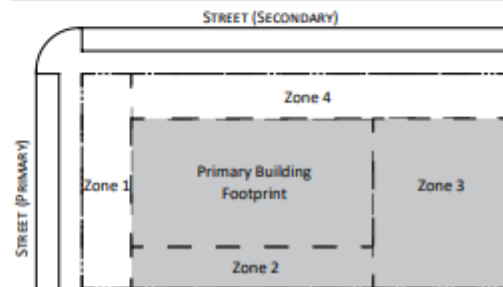 STREET (SECONDARY)
Zone 4
STREET (PRIMARY)
Zone 1
Primary Building
Footprint
Zone 3
Zone 2